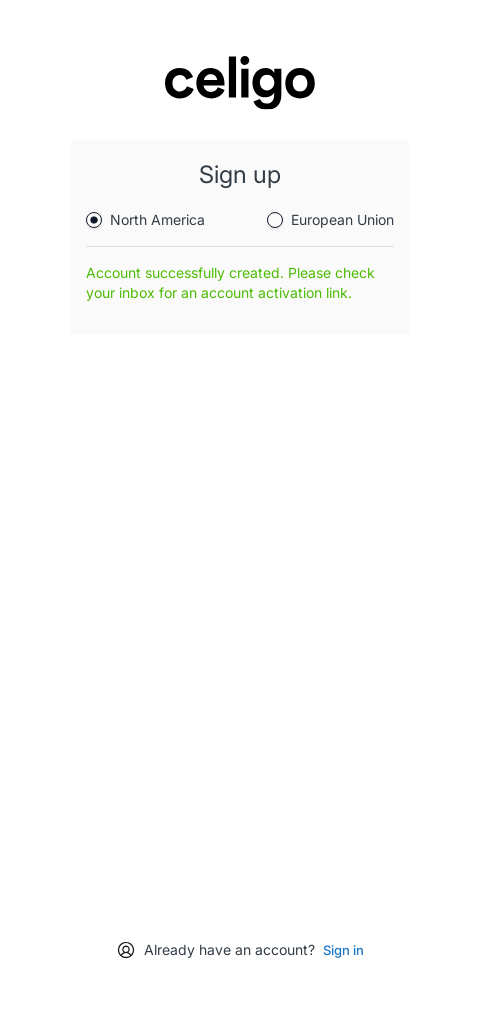 celigo
Sign up
North America
European Union
Account successfully created. Please check
your inbox for an account activation link.
Already have an account? Sign in